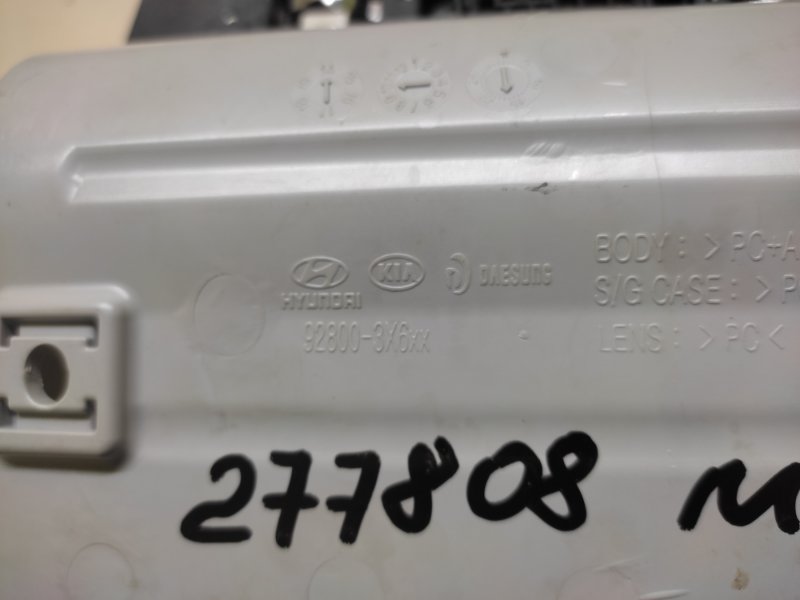 HYUNDAI KIA DAESUNG
92800-3X6xx
BODY: >PC+A
S/G CASE: >P
LENS: >PC<
277808 M